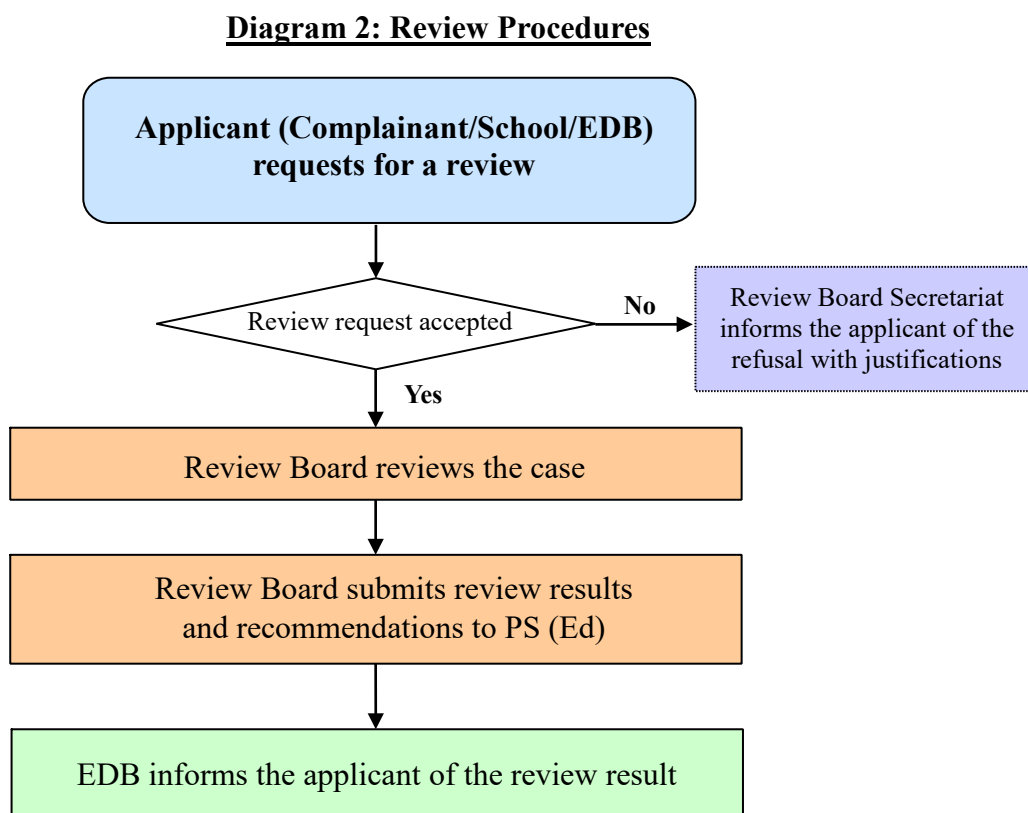 Diagram 2: Review Procedures
Applicant (Complainant/School/EDB)
requests for a review
Review request accepted
No
Review Board Secretariat
informs the applicant of the
refusal with justifications
Yes
Review Board reviews the case
Review Board submits review results
and recommendations to PS (Ed)
EDB informs the applicant of the review result